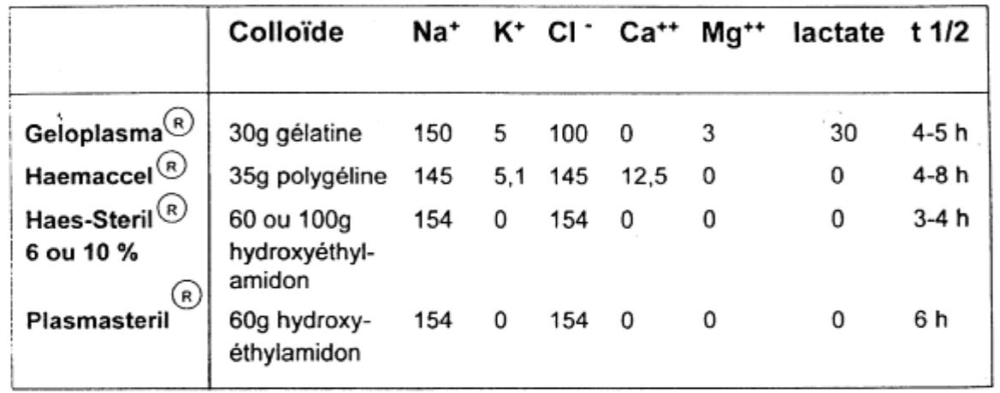 Colloïde Na⁺ K⁺ Cl⁻ Ca⁺⁺ Mg⁺⁺ lactate t 1/2
Geloplasma® 30g gélatine 150 5 100 0 3 30 4-5 h
Haemaccel® 35g polygéline 145 5,1 145 12,5 0 0 4-8 h
Haes-Steril® 60 ou 100g 154 0 154 0 0 0 3-4 h
6 ou 10 % hydroxyéthyl-
amidon
Plasmasteril® 60g hydroxy- 154 0 154 0 0 0 6 h
éthylamidon